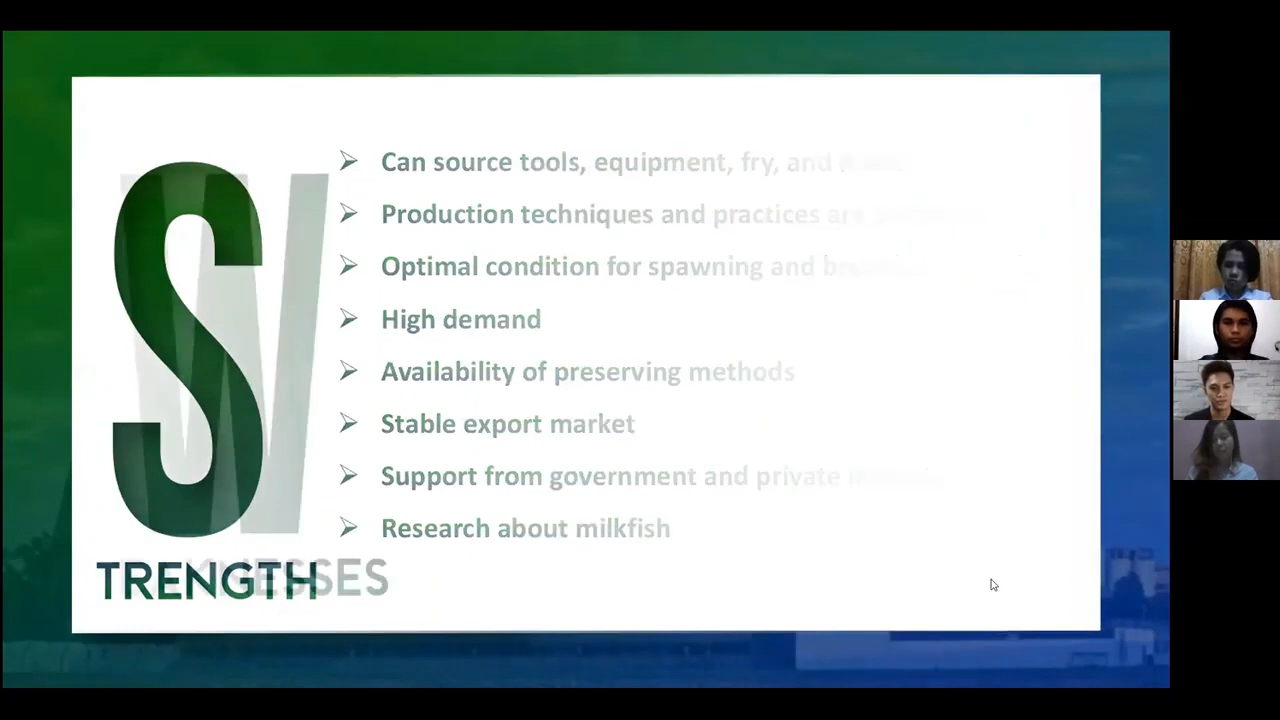 Can source tools, equipment, fry, and
Production techniques and practices are
Optimal condition for spawning and
High demand
Availability of preserving methods
Stable export market
Support from government and private
Research about milkfish
S W
TRENGTH
NESSES